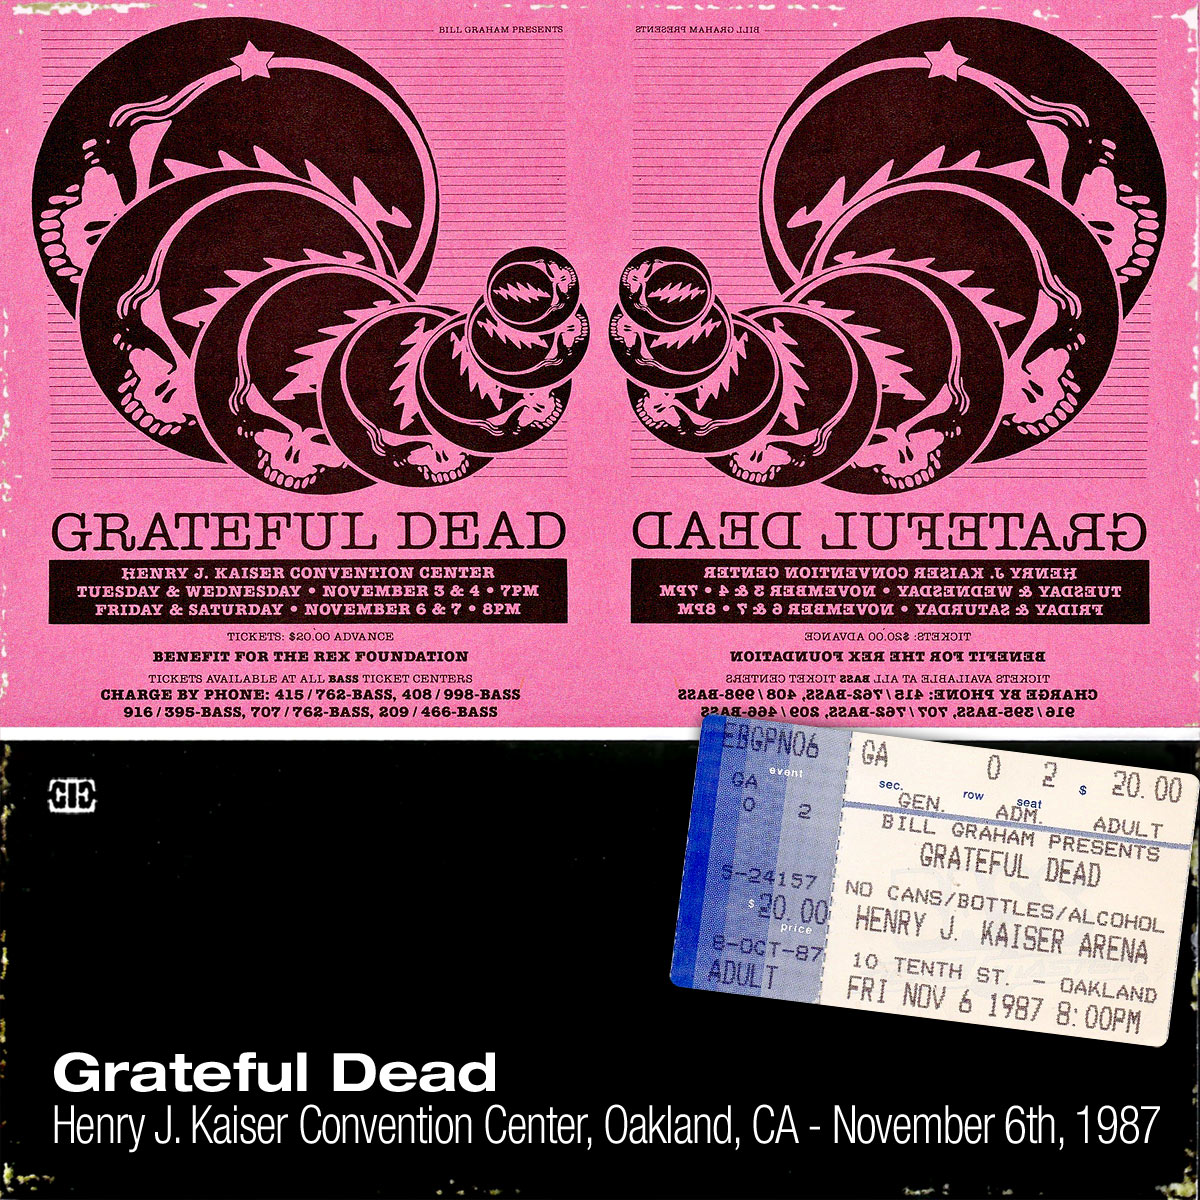 BILL GRAHAM PRESENTS
GRATEFUL DEAD
HENRY J. KAISER CONVENTION CENTER
TUESDAY & WEDNESDAY • NOVEMBER 3 & 4 • 7PM
FRIDAY & SATURDAY • NOVEMBER 6 & 7 • 8PM
TICKETS: $20.00 ADVANCE
BENEFIT FOR THE REX FOUNDATION
TICKETS AVAILABLE AT ALL BASS TICKET CENTERS
CHARGE BY PHONE: 415/762-BASS, 408/998-BASS
916/395-BASS, 707/762-BASS, 209/466-BASS
BILL GRAHAM PRESENTS
GRATEFUL DEAD
HENRY J. KAISER CONVENTION CENTER
TUESDAY & WEDNESDAY • NOVEMBER 3 & 4 • 7PM
FRIDAY & SATURDAY • NOVEMBER 6 & 7 • 8PM
TICKETS: $20.00 ADVANCE
BENEFIT FOR THE REX FOUNDATION
TICKETS AVAILABLE AT ALL BASS TICKET CENTERS
CHARGE BY PHONE: 415/762-BASS, 408/998-BASS
916/395-BASS, 707/762-BASS, 209/466-BASS
EBGPN06
event
GA
0 2
S-24157
$20.00
price
8-OCT-87
ADULT
GA 0 2 $ 20.00
sec. row seat
GEN. ADM. ADULT
BILL GRAHAM PRESENTS
GRATEFUL DEAD
NO CANS/BOTTLES/ALCOHOL
HENRY J. KAISER ARENA
10 TENTH ST. - OAKLAND
FRI NOV 6 1987 8:00PM
Grateful Dead
Henry J. Kaiser Convention Center, Oakland, CA - November 6th, 1987